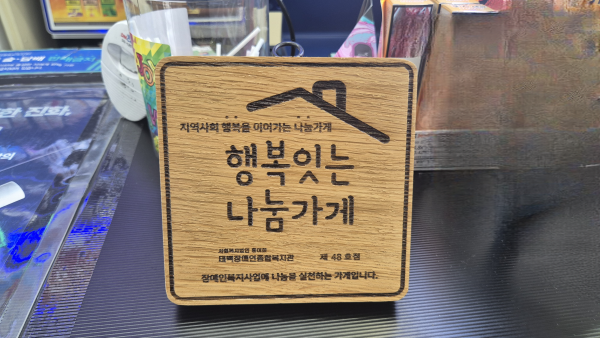 지역사회 행복을 이어가는 나눔가게
행복잇는
나눔가게
태백장애인종합복지관
제 48 호점
장애인복지사업에 나눔을 실천하는 가게입니다.